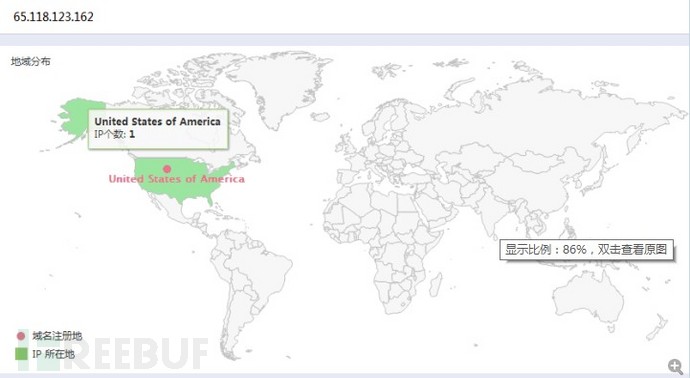 65.118.123.162
地域分布
United States of America
IP个数: 1
United States of America
显示比例：86%，双击查看原图
域名注册地
IP 所在地
REEBUF